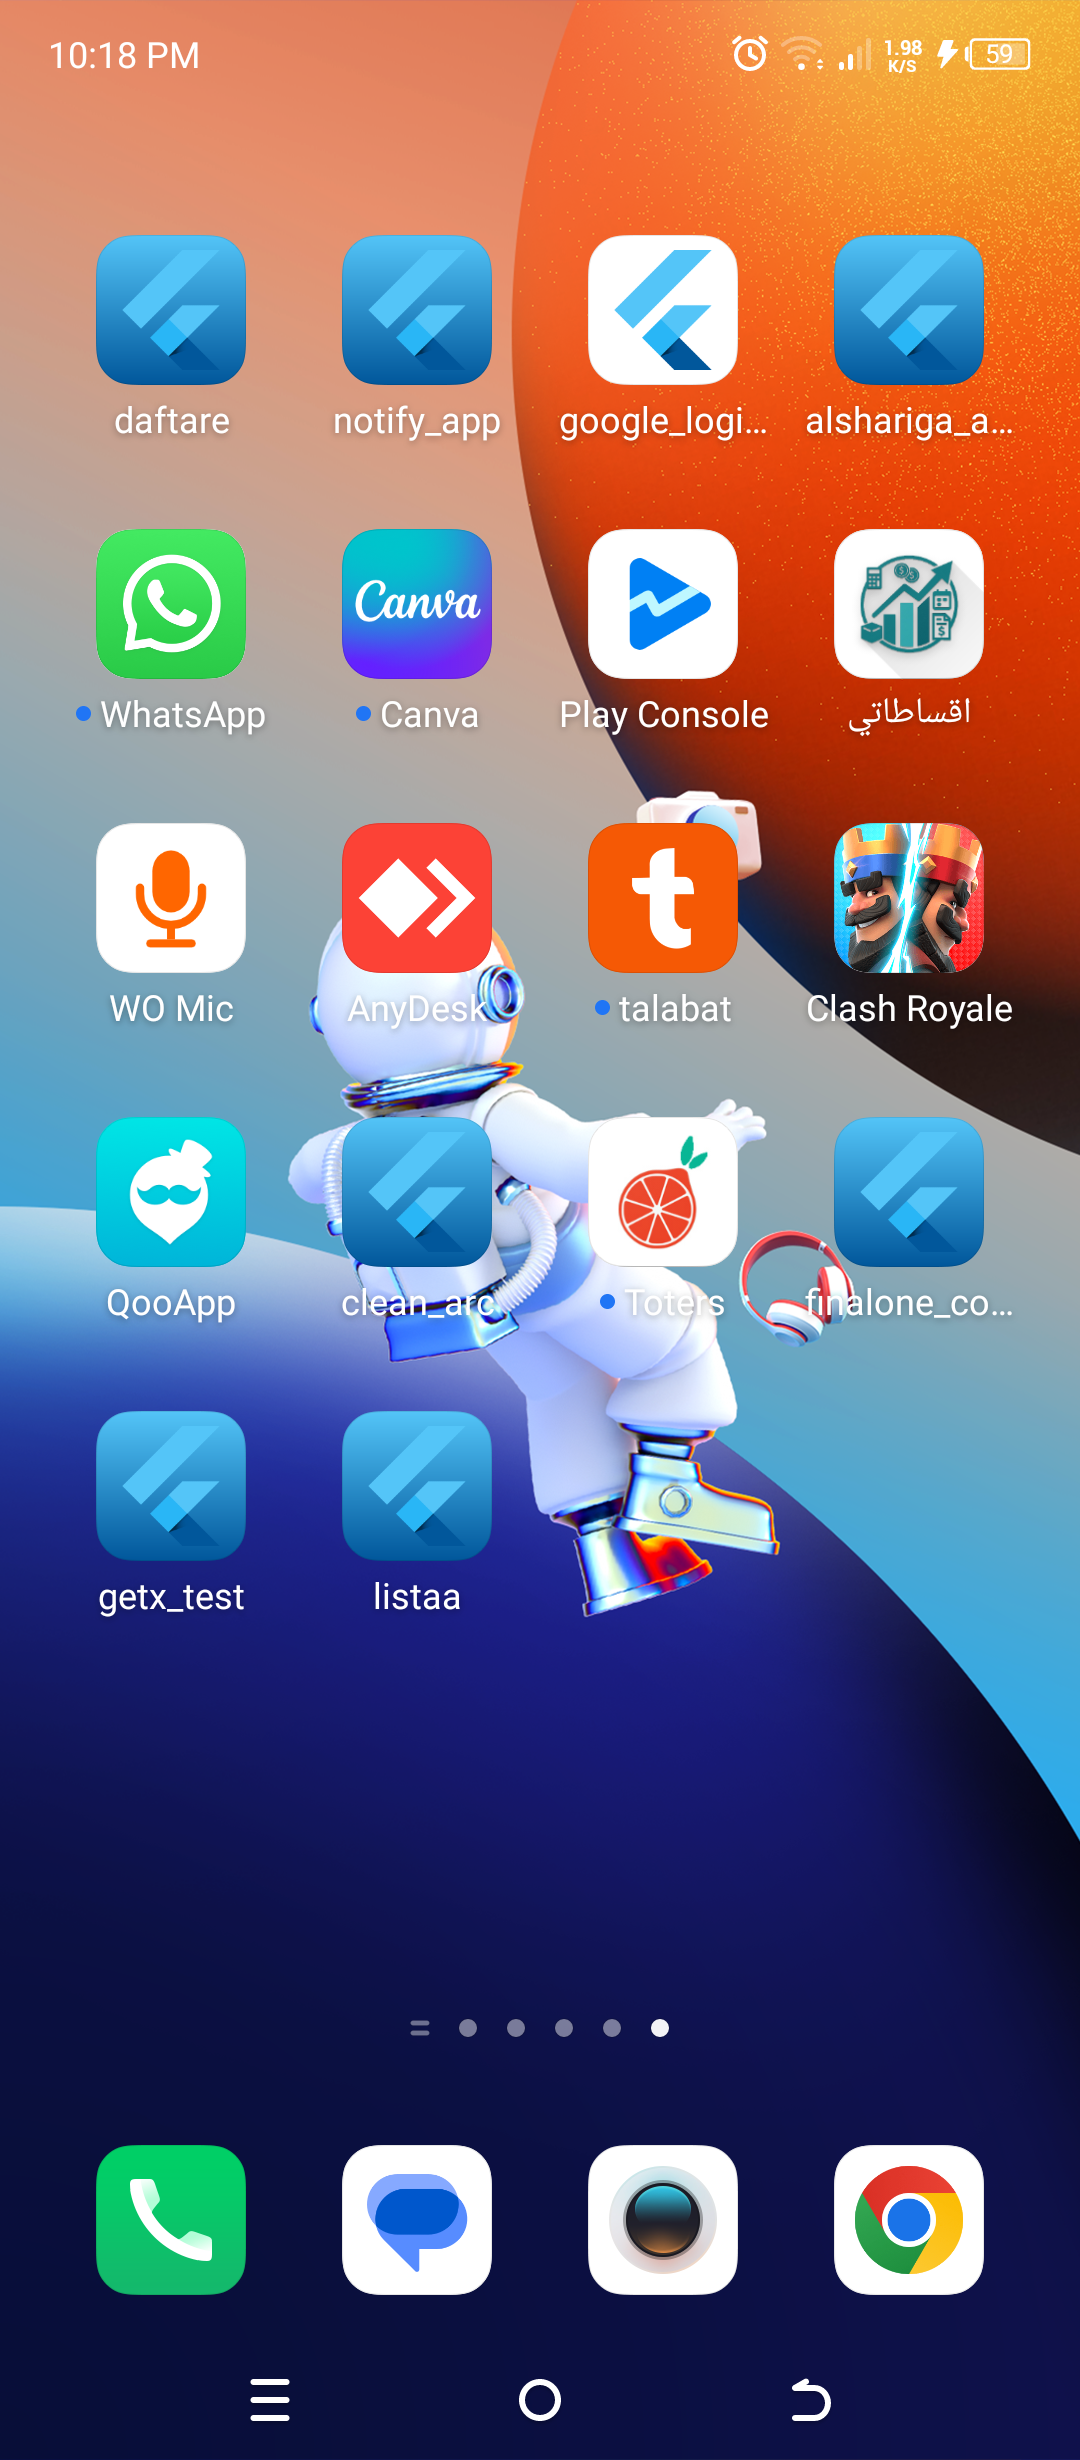 10:18 PM
1.98
K/S
59
daftare
notify_app
google_logi...
alshariga_a...
Canva
WhatsApp
Canva
Play Console
اقساطاتي
t
WO Mic
AnyDesk
talabat
Clash Royale
QooApp
clean_arc
Toters
finalone_co...
getx_test
listaa